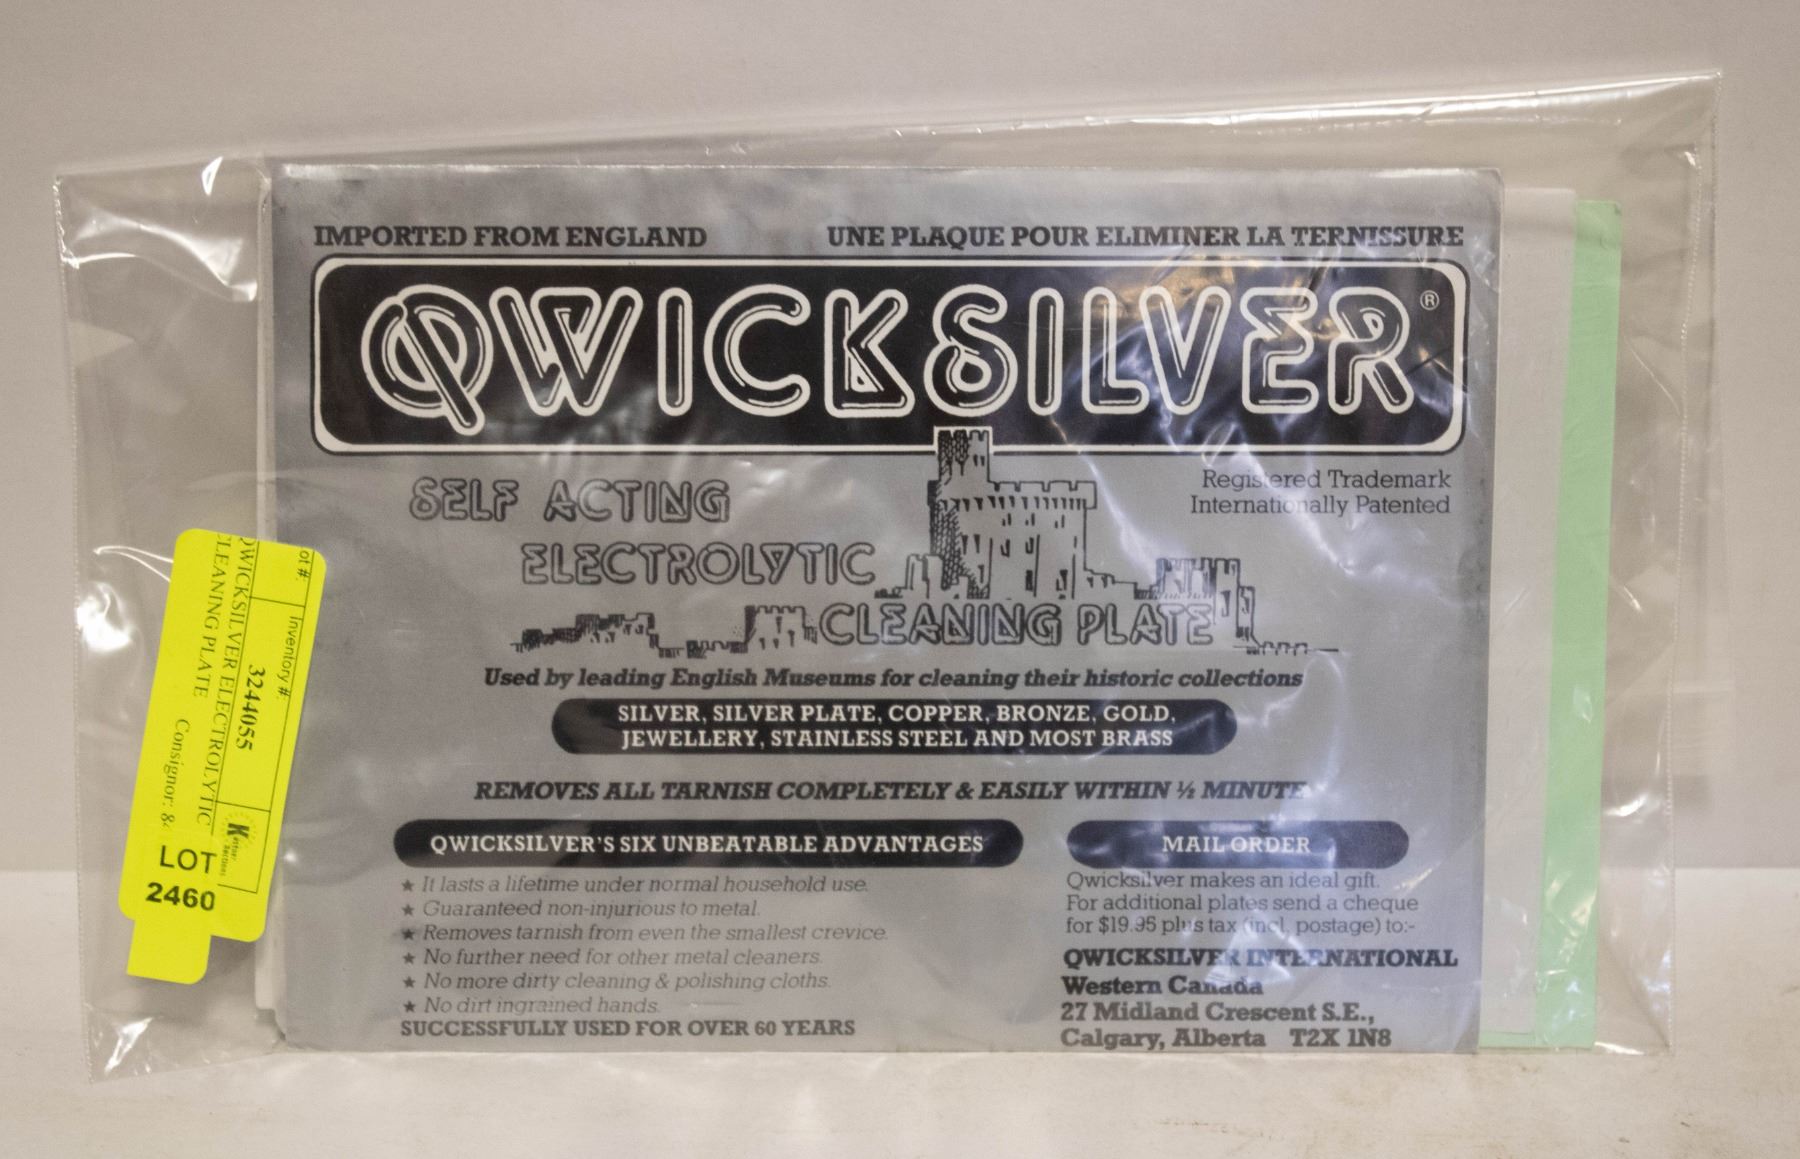 IMPORTED FROM ENGLAND
UNE PLAQUE POUR ELIMINER LA TERNISSURE
QWICKSILVER®
SELF ACTING
ELECTROLYTIC
CLEANING PLATE
Registered Trademark
Internationally Patented
Used by leading English Museums for cleaning their historic collections
SILVER, SILVER PLATE, COPPER, BRONZE, GOLD,
JEWELLERY, STAINLESS STEEL AND MOST BRASS
REMOVES ALL TARNISH COMPLETELY & EASILY WITHIN ½ MINUTE
QWICKSILVER'S SIX UNBEATABLE ADVANTAGES
★ It lasts a lifetime under normal household use.
★ Guaranteed non-injurious to metal.
★ Removes tarnish from even the smallest crevice.
★ No further need for other metal cleaners.
★ No more dirty cleaning & polishing cloths.
★ No dirt ingrained hands.
SUCCESSFULLY USED FOR OVER 60 YEARS
MAIL ORDER
Qwicksilver makes an ideal gift.
For additional plates send a cheque
for $19.95 plus tax (incl. postage) to:-
QWICKSILVER INTERNATIONAL
Western Canada
27 Midland Crescent S.E.,
Calgary, Alberta T2X 1N8
ot #:
Inventory #:
3244055
QWICKSILVER ELECTROLYTIC
CLEANING PLATE
Consignor:
LOT
2460